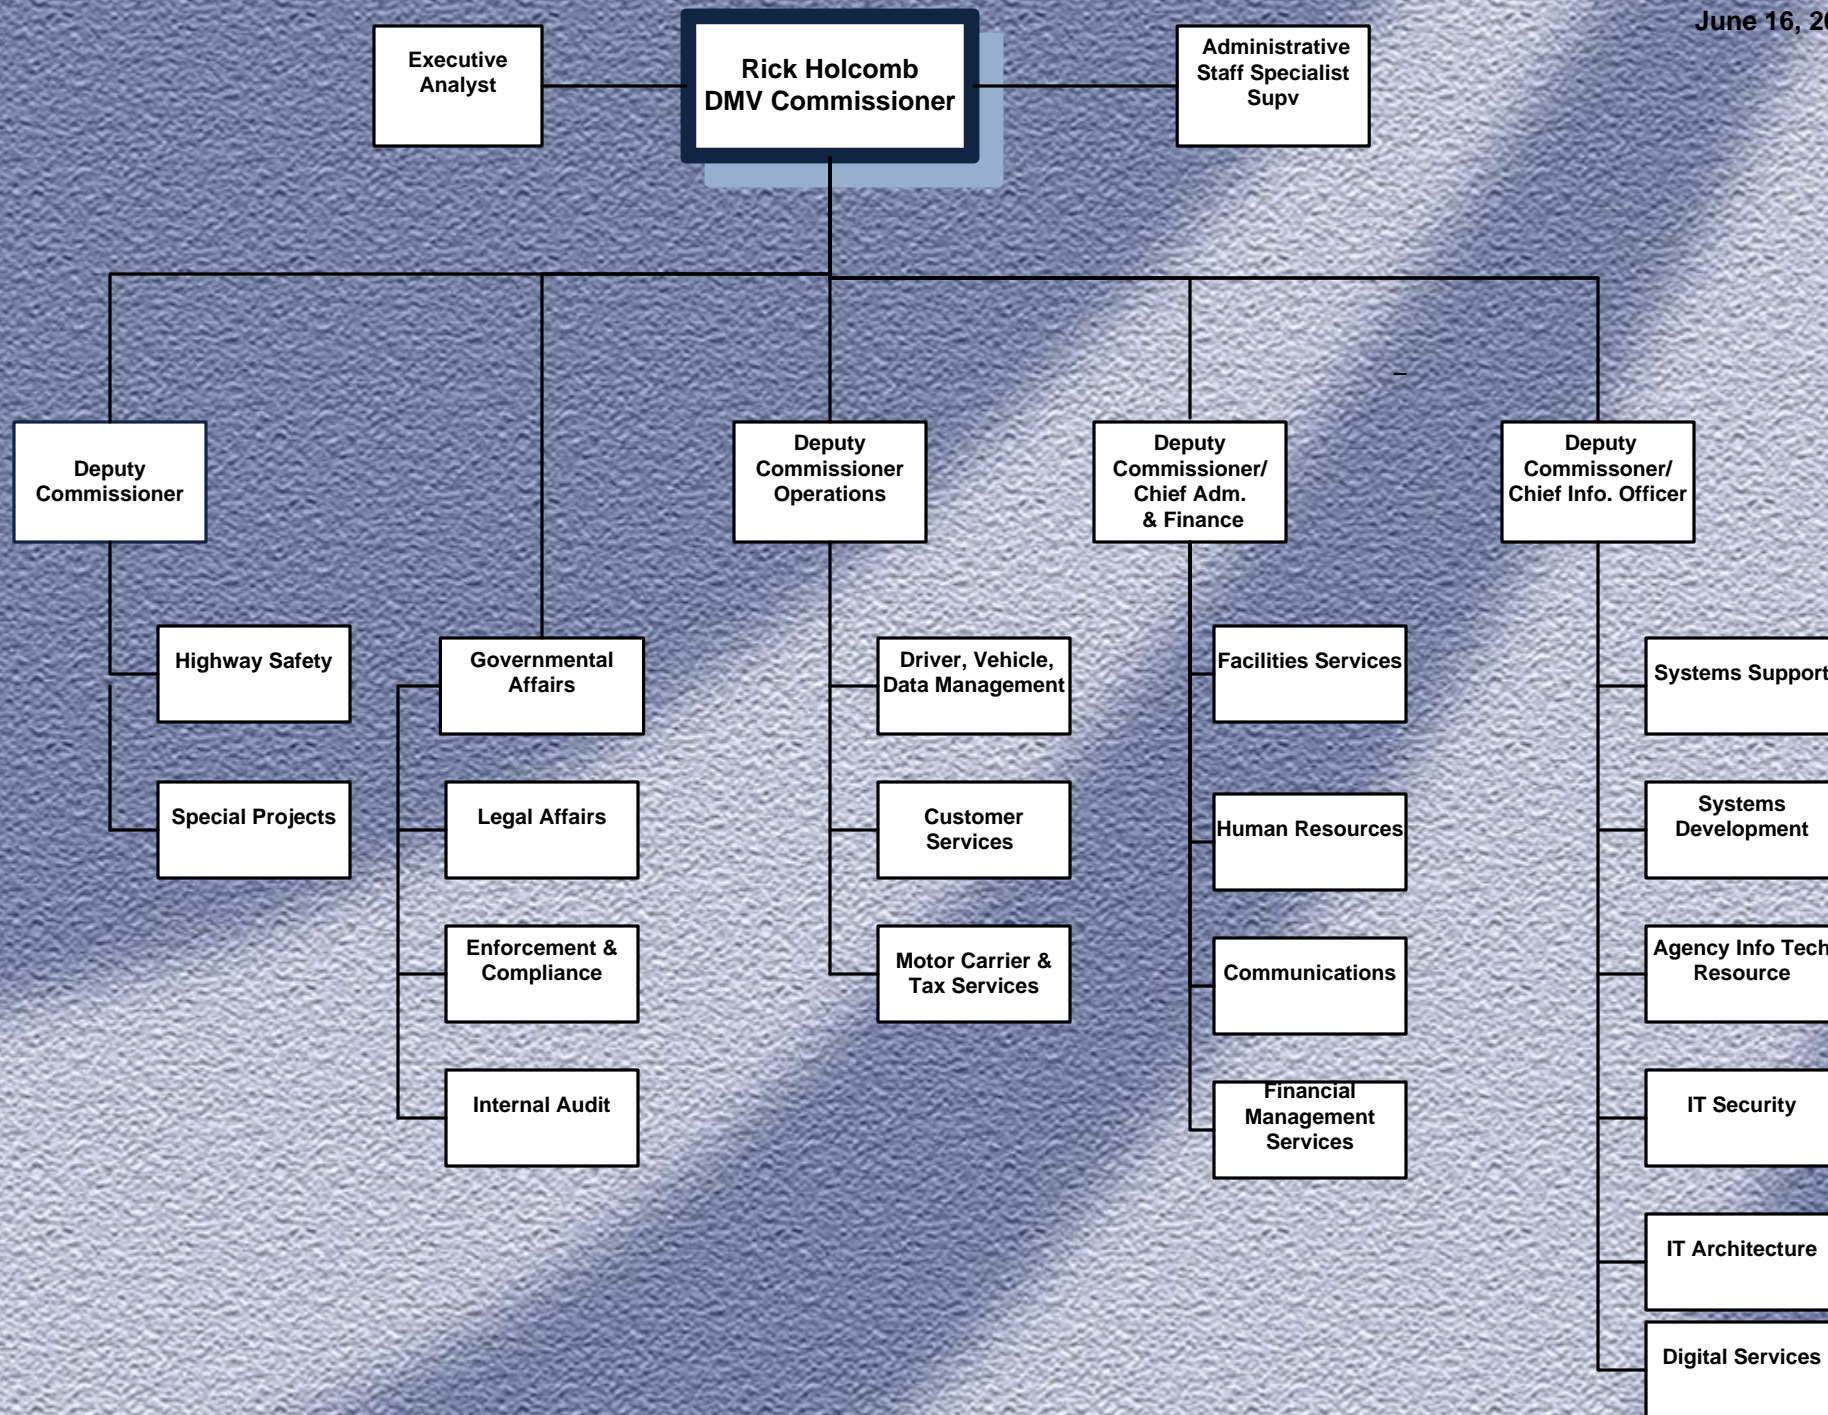 June 16, 20
Executive
Analyst
Rick Holcomb
DMV Commissioner
Administrative
Staff Specialist
Supv
Deputy
Commissioner
Deputy
Commissioner
Operations
Deputy
Commissioner/
Chief Adm.
& Finance
Deputy
Commissoner/
Chief Info. Officer
Highway Safety
Special Projects
Governmental
Affairs
Legal Affairs
Enforcement &
Compliance
Internal Audit
Driver, Vehicle,
Data Management
Customer
Services
Motor Carrier &
Tax Services
Facilities Services
Human Resources
Communications
Financial
Management
Services
Systems Support
Systems
Development
Agency Info Tech
Resource
IT Security
IT Architecture
Digital Services